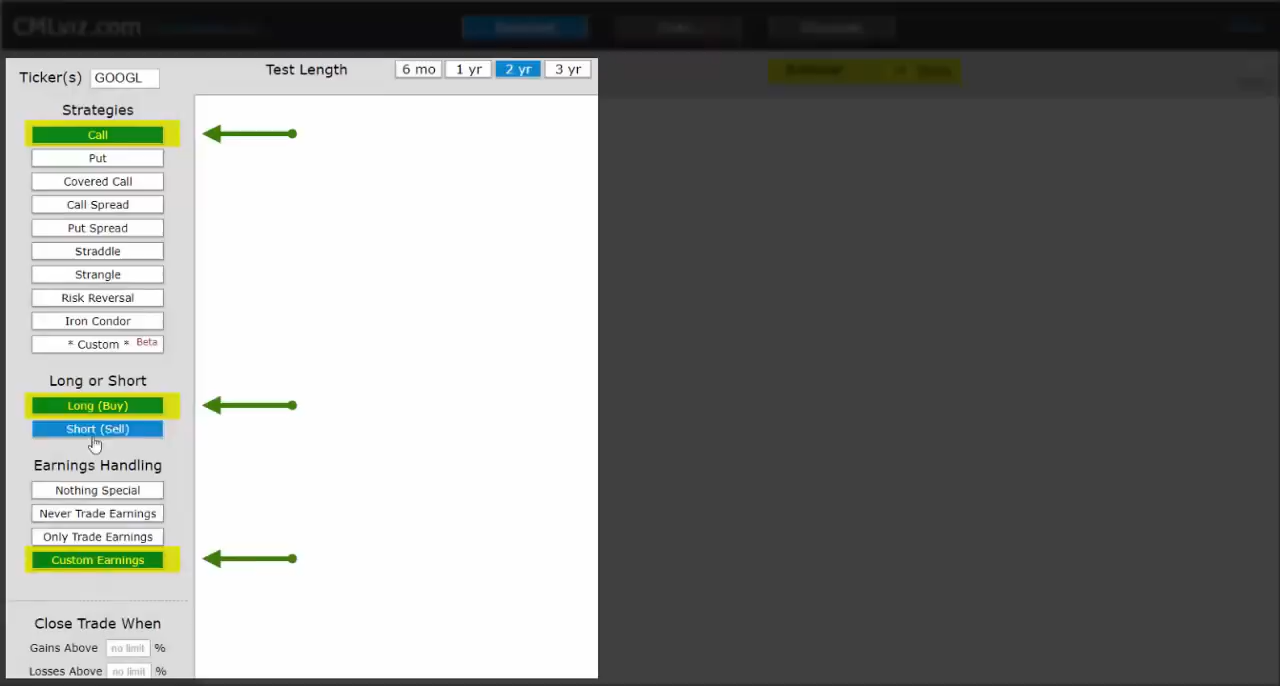 CMLviz.com
Ticker(s) GOOGL
Test Length 6 mo 1 yr 2 yr 3 yr
Strategies
Call
Put
Covered Call
Call Spread
Put Spread
Straddle
Strangle
Risk Reversal
Iron Condor
* Custom * Beta
Long or Short
Long (Buy)
Short (Sell)
Earnings Handling
Nothing Special
Never Trade Earnings
Only Trade Earnings
Custom Earnings
Close Trade When
Gains Above no limit %
Losses Above no limit %